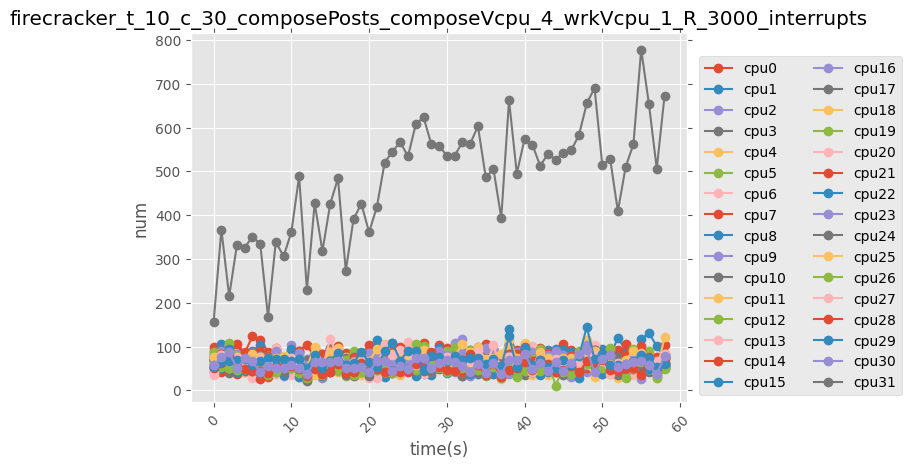 firecracker_t_10_c_30_composePosts_composeVcpu_4_wrkVcpu_1_R_3000_interrupts
800
700
600
500
400
300
200
100
0
num
0 10 20 30 40 50 60
time(s)
cpu0 cpu16
cpu1 cpu17
cpu2 cpu18
cpu3 cpu19
cpu4 cpu20
cpu5 cpu21
cpu6 cpu22
cpu7 cpu23
cpu8 cpu24
cpu9 cpu25
cpu10 cpu26
cpu11 cpu27
cpu12 cpu28
cpu13 cpu29
cpu14 cpu30
cpu15 cpu31